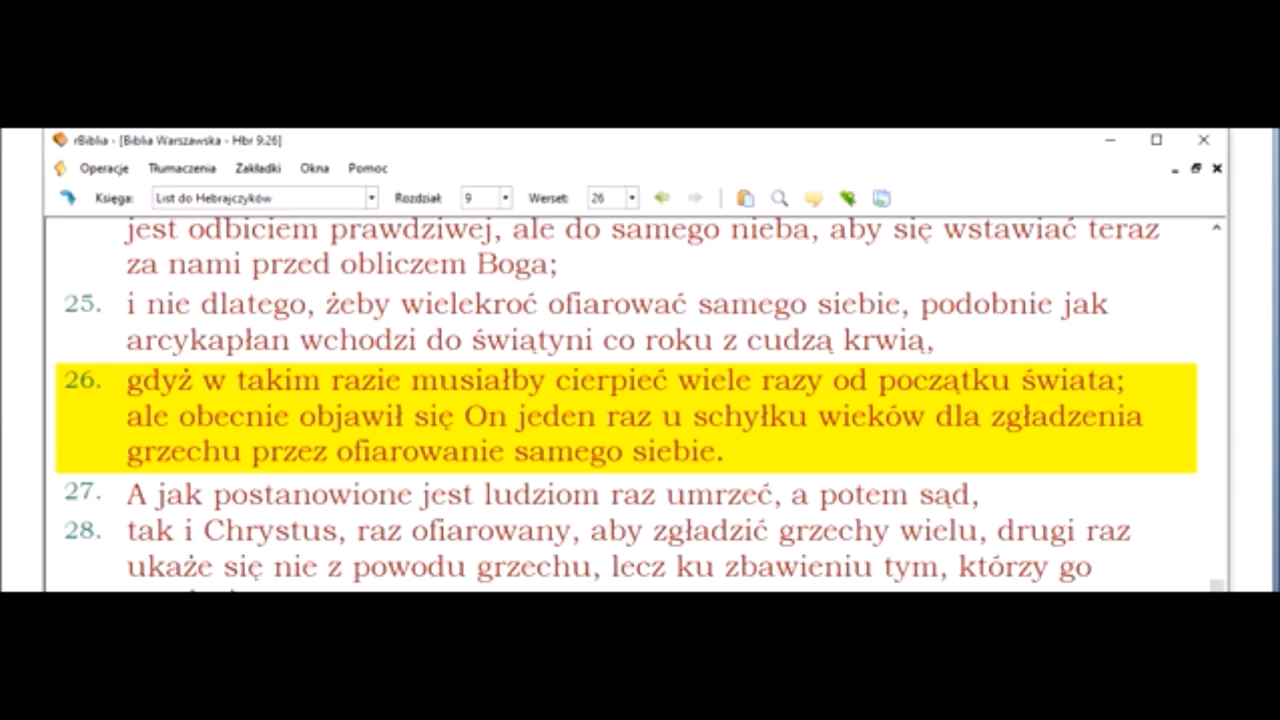 rBiblia - [Biblia Warszawska - Hbr 9:26]
Operacje Tłumaczenia Zakładki Okna Pomoc
Księga: List do Hebrajczyków Rozdział: 9 Werset: 26
jest odbiciem prawdziwej, ale do samego nieba, aby się wstawiać teraz
za nami przed obliczem Boga;
25. i nie dlatego, żeby wielekroć ofiarować samego siebie, podobnie jak
arcykapłan wchodzi do świątyni co roku z cudzą krwią,
26. gdyż w takim razie musiałby cierpieć wiele razy od początku świata;
ale obecnie objawił się On jeden raz u schyłku wieków dla zgładzenia
grzechu przez ofiarowanie samego siebie.
27. A jak postanowione jest ludziom raz umrzeć, a potem sąd,
28. tak i Chrystus, raz ofiarowany, aby zgładzić grzechy wielu, drugi raz
ukaże się nie z powodu grzechu, lecz ku zbawieniu tym, którzy go